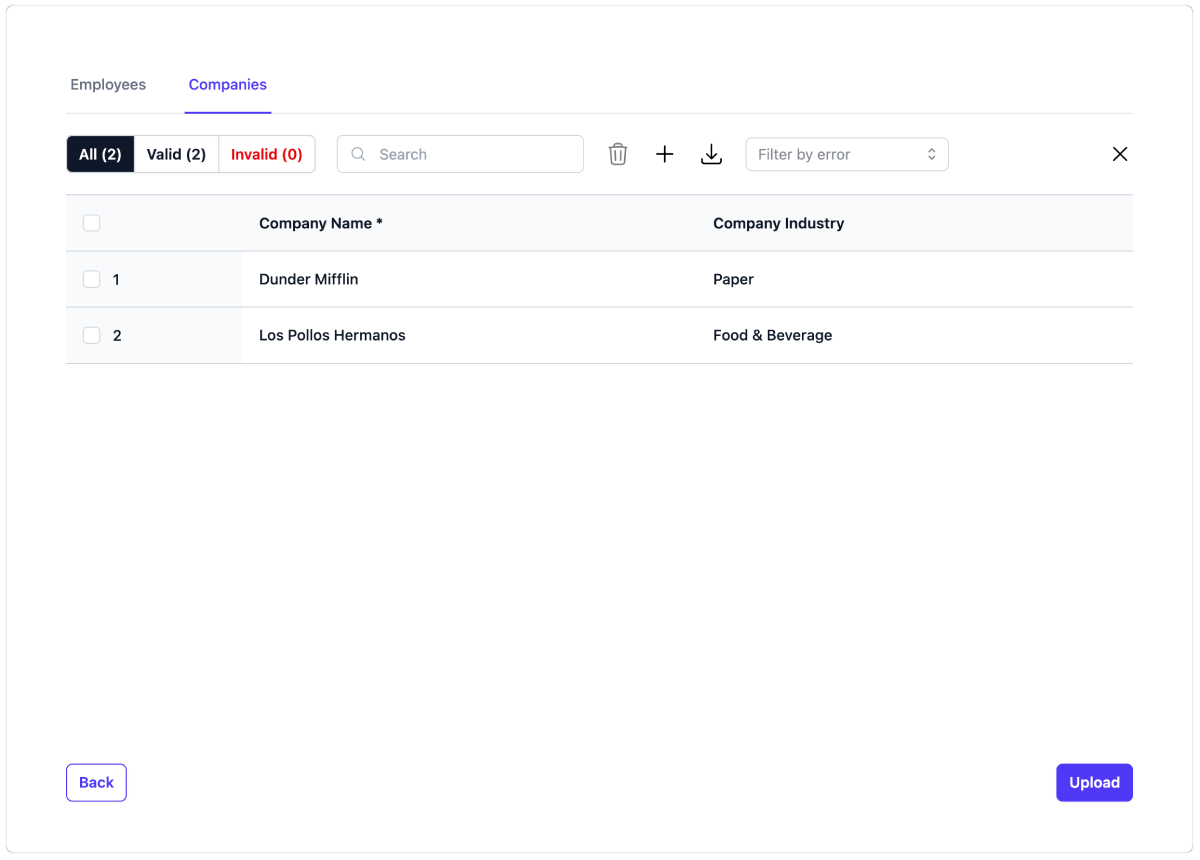 Employees Companies
All (2) Valid (2) Invalid (0) Search Filter by error
Company Name * Company Industry
1 Dunder Mifflin Paper
2 Los Pollos Hermanos Food & Beverage
Back Upload